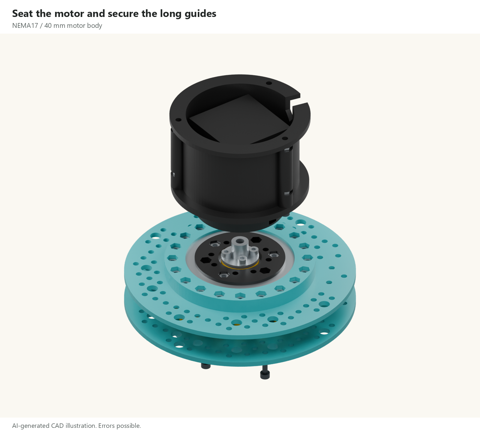 Seat the motor and secure the long guides
NEMA17 / 40 mm motor body
AI-generated CAD illustration. Errors possible.